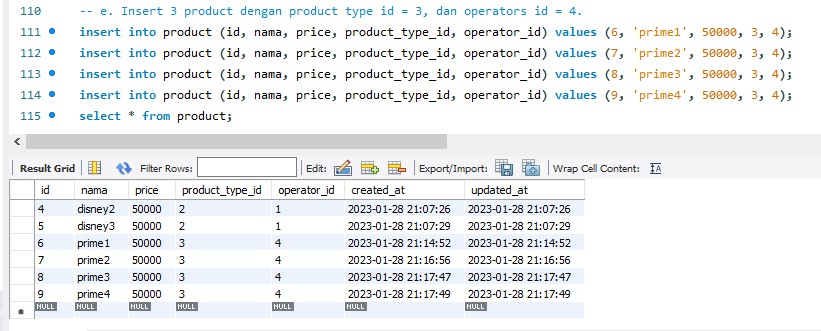 110 -- e. Insert 3 product dengan product type id = 3, dan operators id = 4.
111 insert into product (id, nama, price, product_type_id, operator_id) values (6, 'prime1', 50000, 3, 4);
112 insert into product (id, nama, price, product_type_id, operator_id) values (7, 'prime2', 50000, 3, 4);
113 insert into product (id, nama, price, product_type_id, operator_id) values (8, 'prime3', 50000, 3, 4);
114 insert into product (id, nama, price, product_type_id, operator_id) values (9, 'prime4', 50000, 3, 4);
115 select * from product;
Result Grid Filter Rows: Edit: Export/Import: Wrap Cell Content: IA
id nama price product_type_id operator_id created_at updated_at
4 disney2 50000 2 1 2023-01-28 21:07:26 2023-01-28 21:07:26
5 disney3 50000 2 1 2023-01-28 21:07:29 2023-01-28 21:07:29
6 prime1 50000 3 4 2023-01-28 21:14:52 2023-01-28 21:14:52
7 prime2 50000 3 4 2023-01-28 21:16:56 2023-01-28 21:16:56
8 prime3 50000 3 4 2023-01-28 21:17:47 2023-01-28 21:17:47
9 prime4 50000 3 4 2023-01-28 21:17:49 2023-01-28 21:17:49
NULL NULL NULL NULL NULL NULL NULL